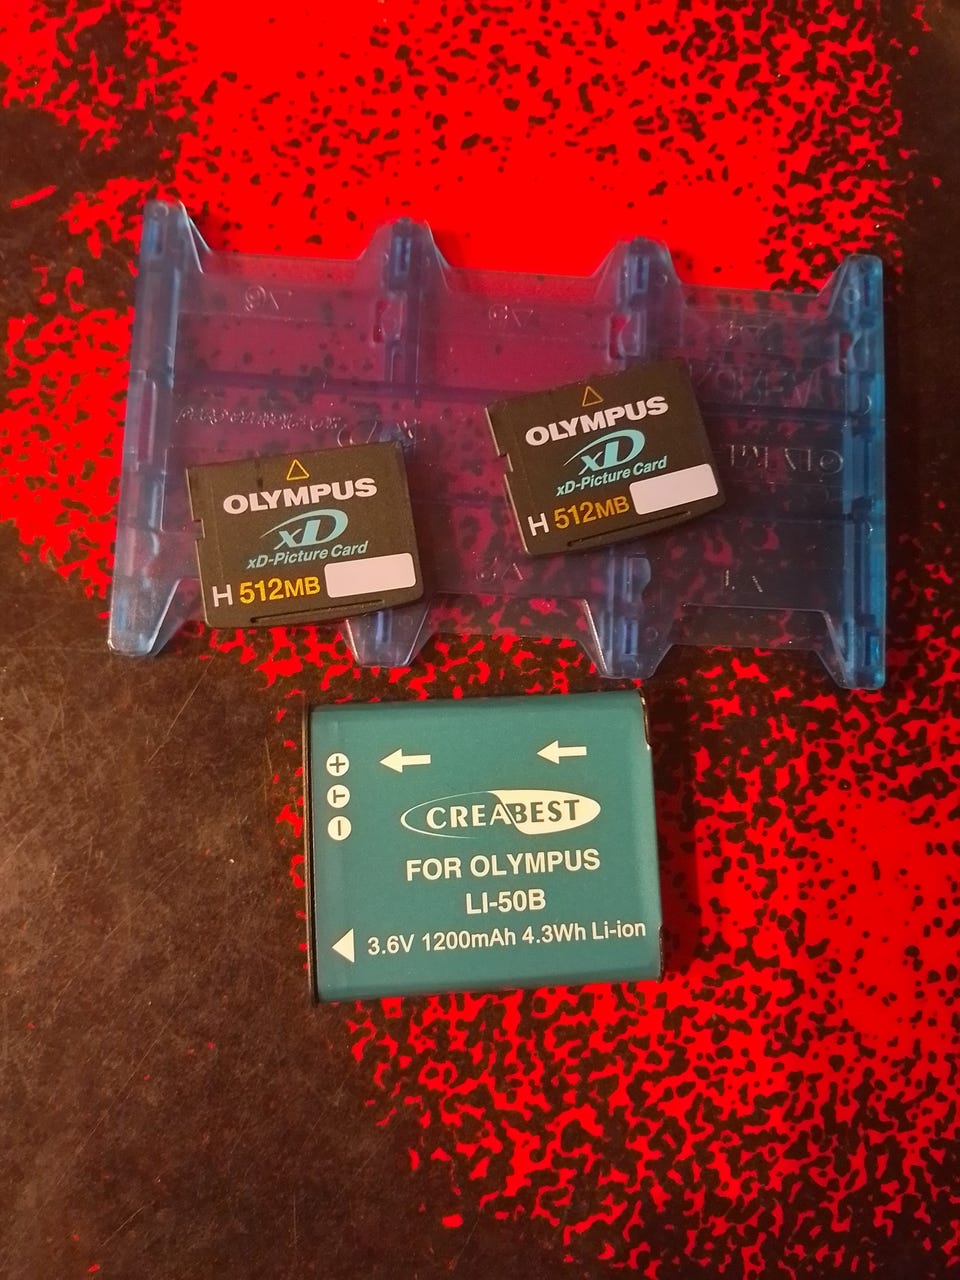 OLYMPUS
xD
xD-Picture Card
H 512MB
OLYMPUS
xD
xD-Picture Card
H 512MB
CREABEST
FOR OLYMPUS
LI-50B
3.6V 1200mAh 4.3Wh Li-ion